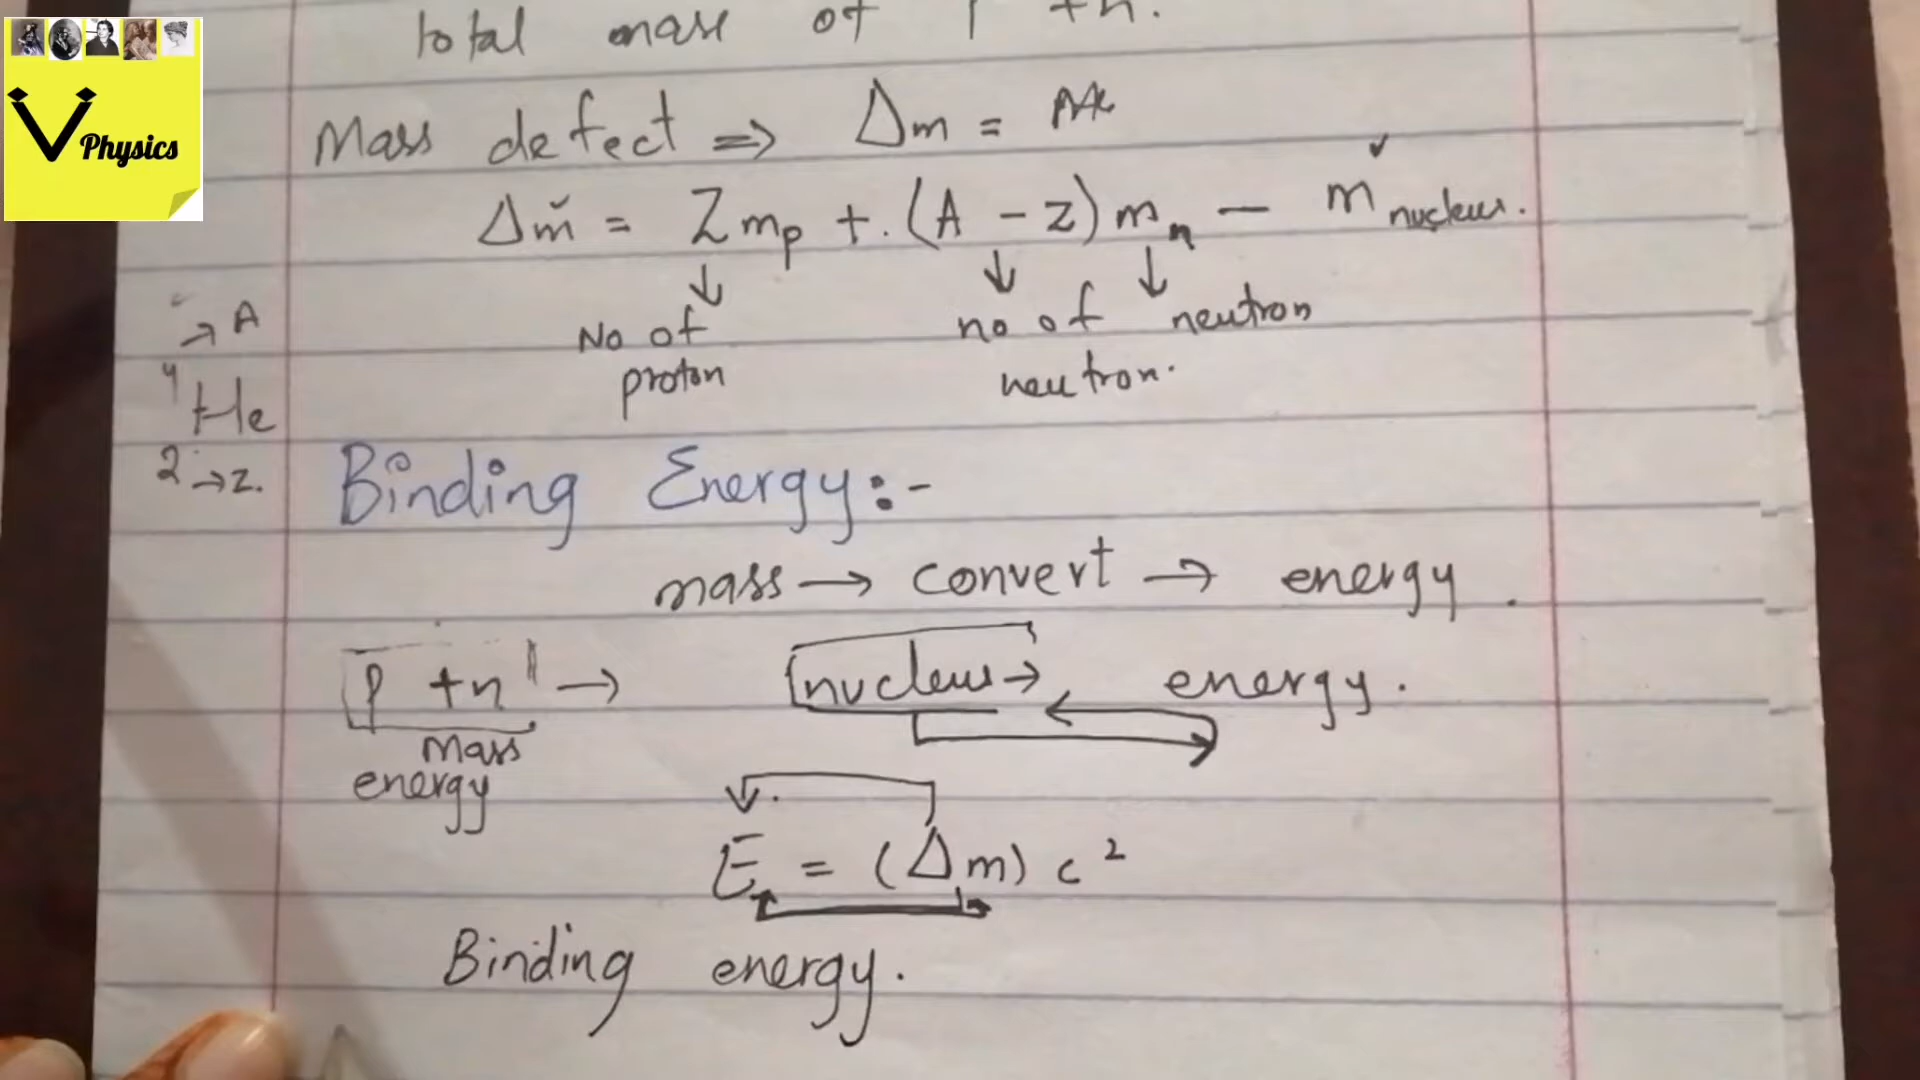 V Physics
total mass of P + n.
Mass defect ⇒ Δm =
Δm = Zmp + (A - z) mn - m nucleus.
No of proton
no of neutron.
neutron
→ A
4
He
2 → z.
Binding Energy:-
mass → convert → energy.
P + n → nucleus → energy.
mass
energy
E = (Δm) c²
Binding energy.